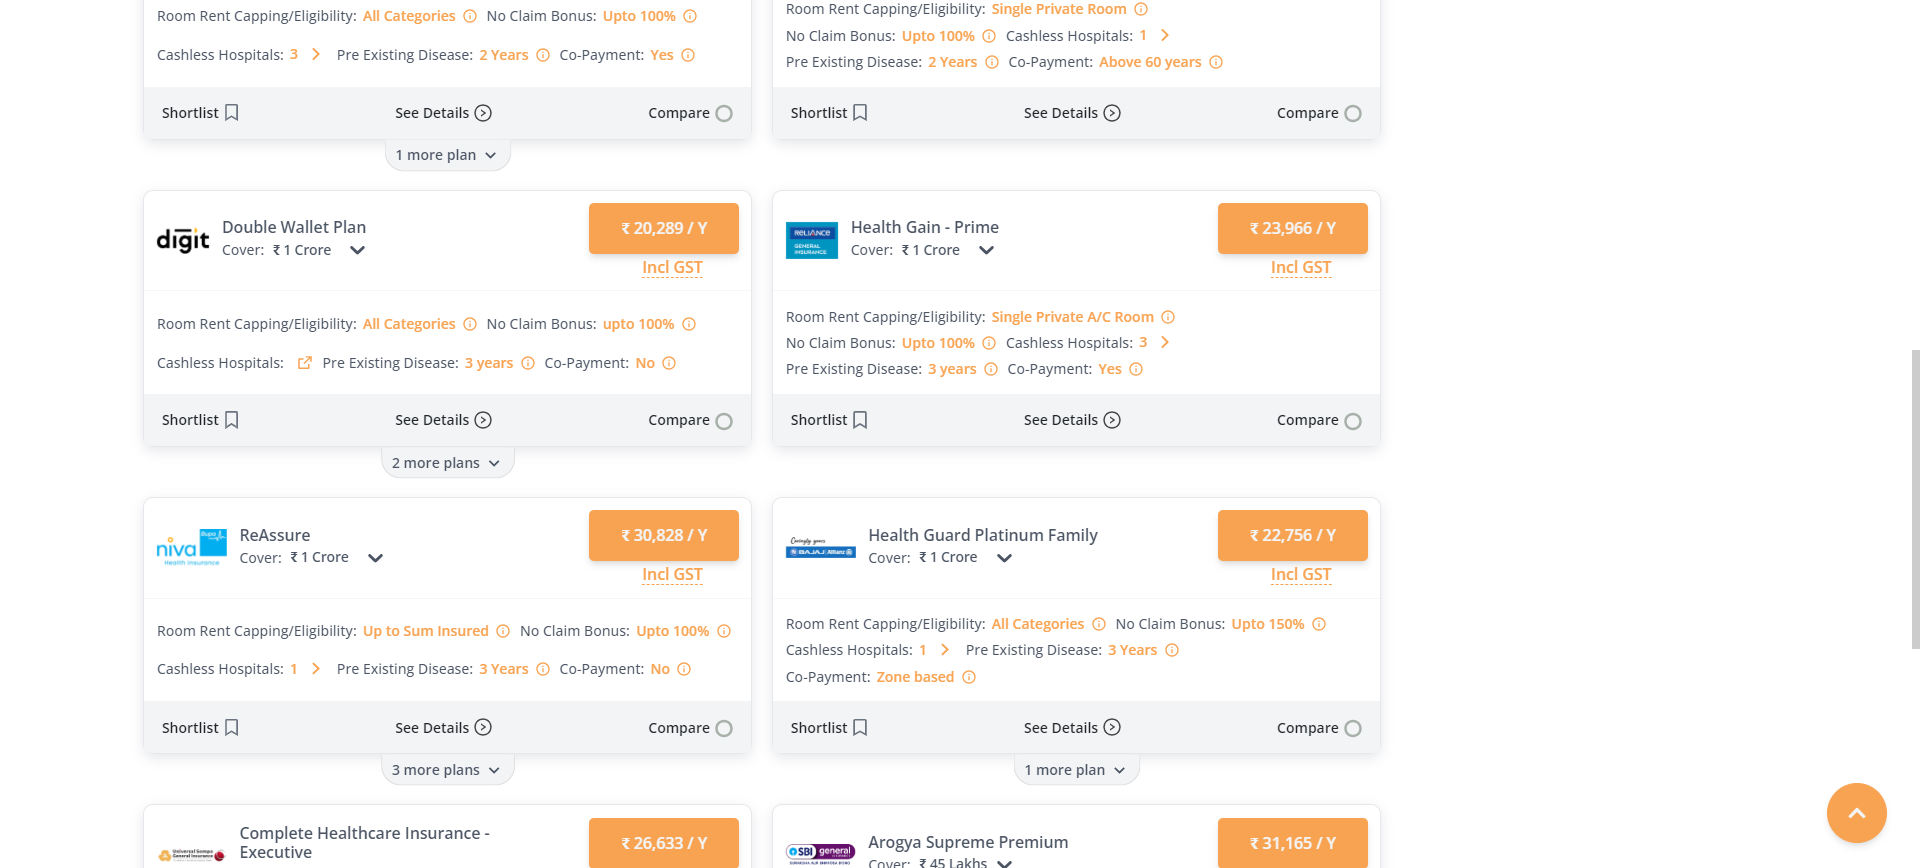 Room Rent Capping/Eligibility: All Categories No Claim Bonus: Upto 100%
Cashless Hospitals: 3 Pre Existing Disease: 2 Years Co-Payment: Yes
Shortlist See Details Compare
1 more plan
Room Rent Capping/Eligibility: Single Private Room
No Claim Bonus: Upto 100% Cashless Hospitals: 1
Pre Existing Disease: 2 Years Co-Payment: Above 60 years
Shortlist See Details Compare
digit
Double Wallet Plan
Cover: ₹ 1 Crore
₹ 20,289 / Y
Incl GST
Room Rent Capping/Eligibility: All Categories No Claim Bonus: upto 100%
Cashless Hospitals: Pre Existing Disease: 3 years Co-Payment: No
Shortlist See Details Compare
2 more plans
RELIANCE
GENERAL
INSURANCE
Health Gain - Prime
Cover: ₹ 1 Crore
₹ 23,966 / Y
Incl GST
Room Rent Capping/Eligibility: Single Private A/C Room
No Claim Bonus: Upto 100% Cashless Hospitals: 3
Pre Existing Disease: 3 years Co-Payment: Yes
Shortlist See Details Compare
niva Bupa
Health Insurance
ReAssure
Cover: ₹ 1 Crore
₹ 30,828 / Y
Incl GST
Room Rent Capping/Eligibility: Up to Sum Insured No Claim Bonus: Upto 100%
Cashless Hospitals: 1 Pre Existing Disease: 3 Years Co-Payment: No
Shortlist See Details Compare
3 more plans
Caringly yours
BAJAJ Allianz
Health Guard Platinum Family
Cover: ₹ 1 Crore
₹ 22,756 / Y
Incl GST
Room Rent Capping/Eligibility: All Categories No Claim Bonus: Upto 150%
Cashless Hospitals: 1 Pre Existing Disease: 3 Years
Co-Payment: Zone based
Shortlist See Details Compare
1 more plan
Universal Sompo
General Insurance
Complete Healthcare Insurance -
Executive
₹ 26,633 / Y
SBI general
Arogya Supreme Premium
Cover: ₹ 45 Lakhs
₹ 31,165 / Y